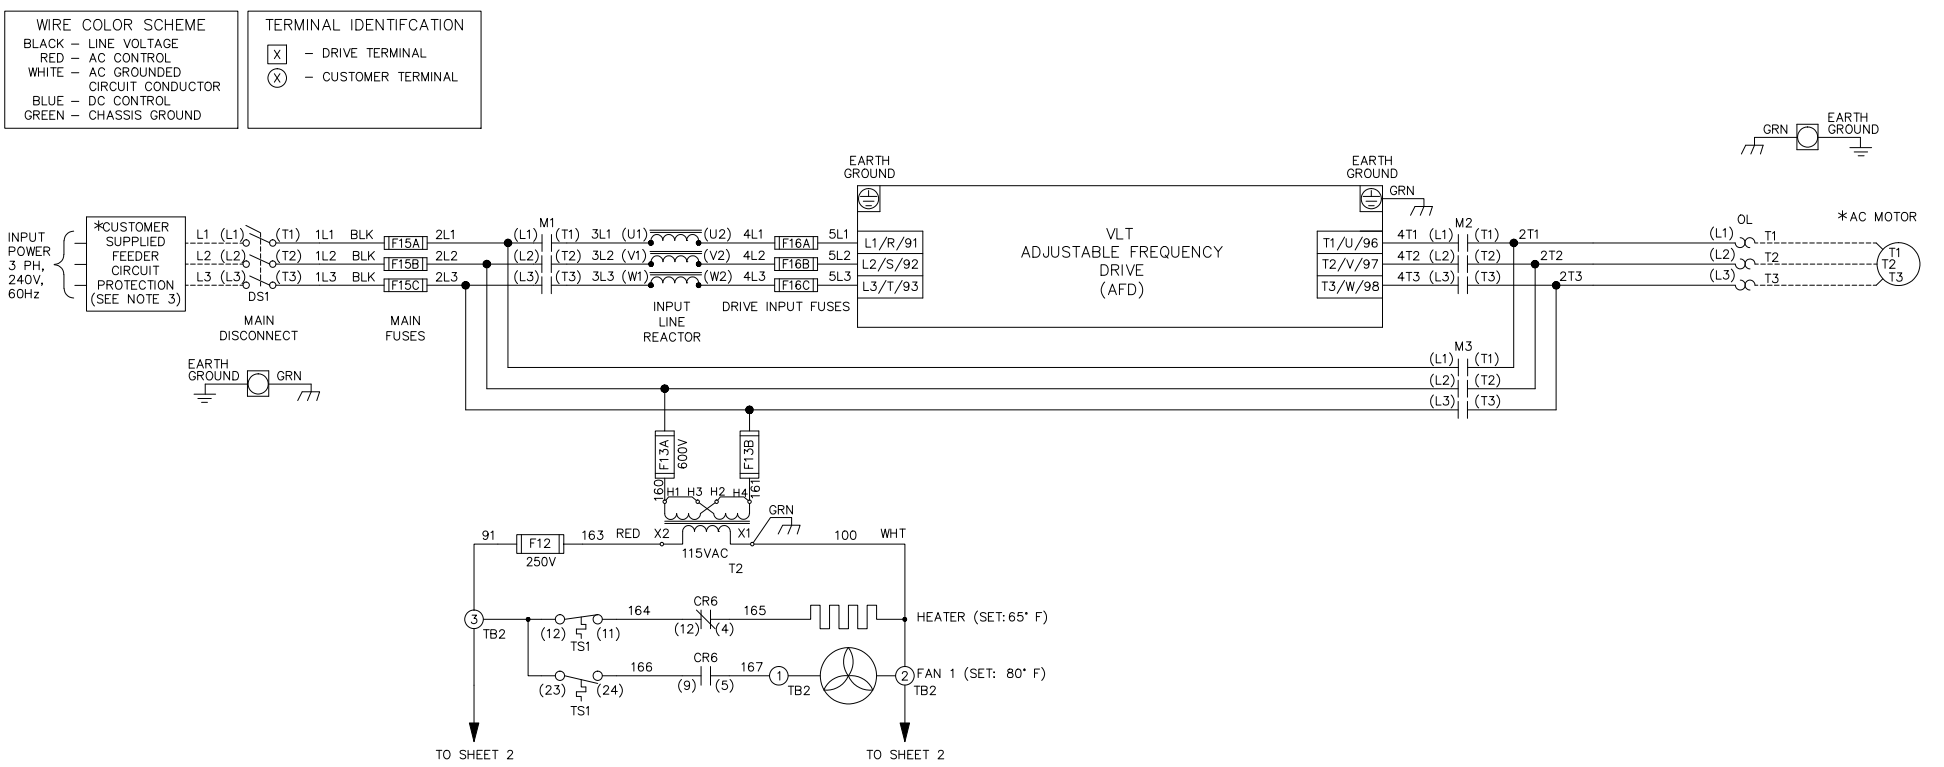 WIRE COLOR SCHEME
BLACK – LINE VOLTAGE
RED – AC CONTROL
WHITE – AC GROUNDED
CIRCUIT CONDUCTOR
BLUE – DC CONTROL
GREEN – CHASSIS GROUND
TERMINAL IDENTIFCATION
X – DRIVE TERMINAL
X – CUSTOMER TERMINAL
GRN
EARTH
GROUND
INPUT
POWER
3 PH,
240V,
60Hz
*CUSTOMER
SUPPLIED
FEEDER
CIRCUIT
PROTECTION
(SEE NOTE 3)
L1 (L1) (T1) 1L1 BLK F15A 2L1
L2 (L2) (T2) 1L2 BLK F15B 2L2
L3 (L3) (T3) 1L3 BLK F15C 2L3
DS1
MAIN
DISCONNECT
MAIN
FUSES
EARTH
GROUND
GRN
M1
(L1) (T1) 3L1 (U1) (U2) 4L1 F16A 5L1
(L2) (T2) 3L2 (V1) (V2) 4L2 F16B 5L2
(L3) (T3) 3L3 (W1) (W2) 4L3 F16C 5L3
INPUT
LINE
REACTOR
DRIVE INPUT FUSES
EARTH
GROUND
L1/R/91
L2/S/92
L3/T/93
VLT
ADJUSTABLE FREQUENCY
DRIVE
(AFD)
EARTH
GROUND
GRN
T1/U/96
T2/V/97
T3/W/98
M2
4T1 (L1) (T1) 2T1
4T2 (L2) (T2) 2T2
4T3 (L3) (T3) 2T3
OL
(L1) T1
(L2) T2
(L3) T3
*AC MOTOR
T1
T2
T3
M3
(L1) (T1)
(L2) (T2)
(L3) (T3)
F13A
600V
F13B
160
161
H1 H3 H2 H4
GRN
91 F12 163 RED X2 X1 100 WHT
250V
115VAC
T2
3
TB2
(12) (11)
TS1
164
CR6
(12) (4)
165
HEATER (SET:65° F)
(23) (24)
TS1
166
CR6
(9) (5)
167
1
TB2
2
TB2
FAN 1 (SET: 80° F)
TO SHEET 2
TO SHEET 2